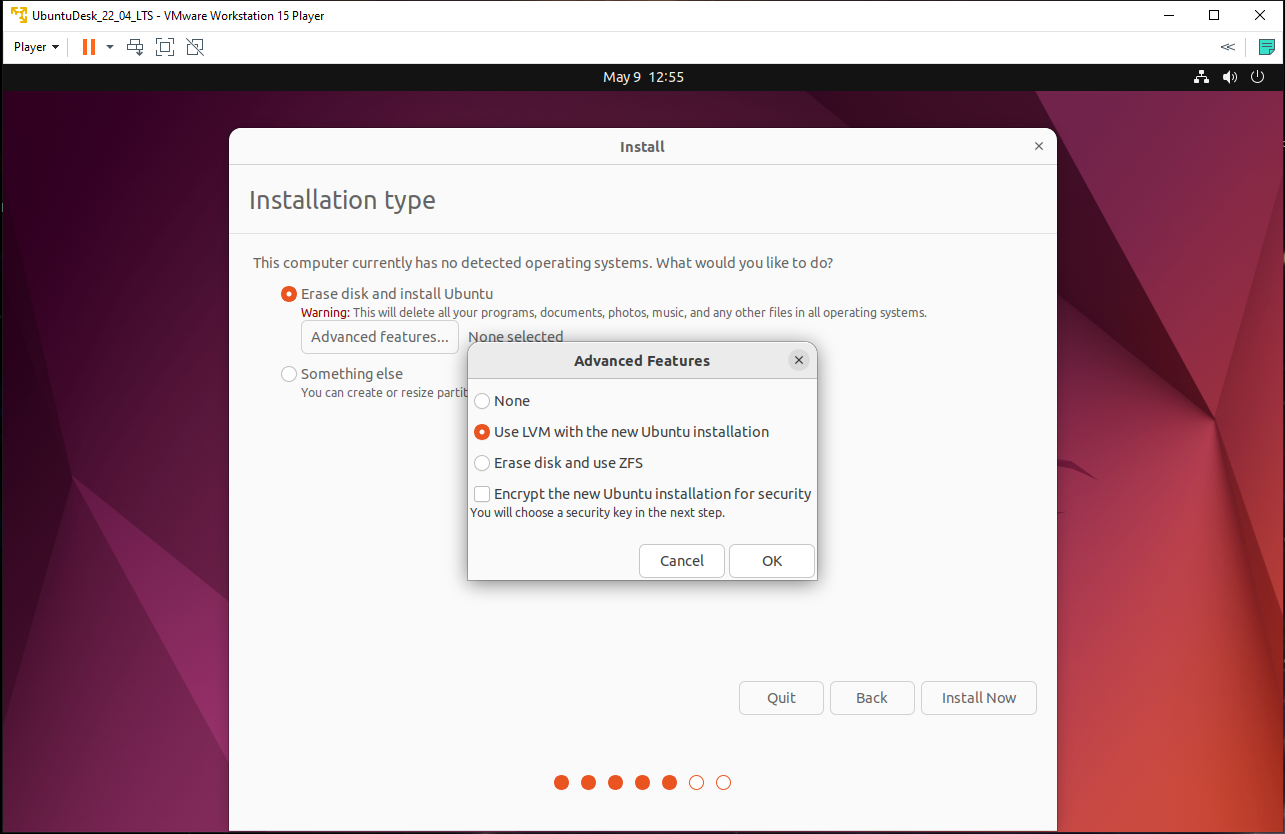 UbuntuDesk_22_04_LTS - VMware Workstation 15 Player
Player
May 9 12:55
Install
Installation type
This computer currently has no detected operating systems. What would you like to do?
Erase disk and install Ubuntu
Warning: This will delete all your programs, documents, photos, music, and any other files in all operating systems.
Advanced features... None selected
Something else
You can create or resize partit
Advanced Features
None
Use LVM with the new Ubuntu installation
Erase disk and use ZFS
Encrypt the new Ubuntu installation for security
You will choose a security key in the next step.
Cancel OK
Quit Back Install Now